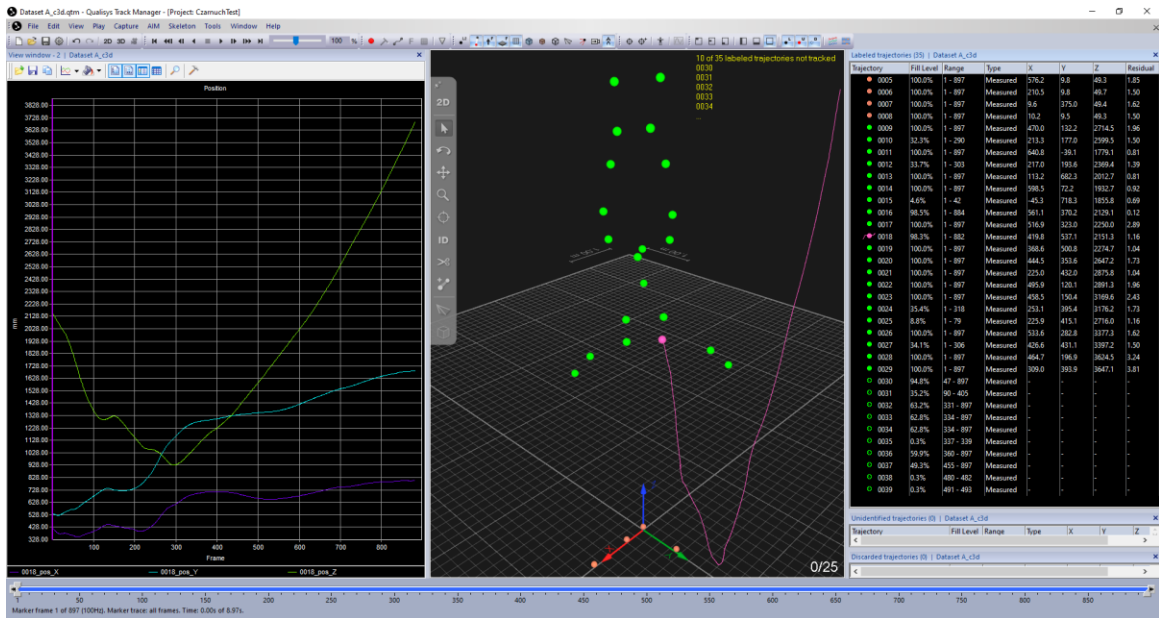 Dataset A_c3d.qtm - Qualisys Track Manager - [Project: CzarnuchTest]
File Edit View Play Capture AIM Skeleton Tools Window Help
2D 3D 100 %
View window - 2 | Dataset A_c3d
Position
3828.00
3728.00
3628.00
3528.00
3428.00
3328.00
3228.00
3128.00
3028.00
2928.00
2828.00
2728.00
2628.00
2528.00
2428.00
2328.00
2228.00
2128.00
2028.00
1928.00
1828.00
1728.00
1628.00
1528.00
1428.00
1328.00
1228.00
1128.00
1028.00
928.00
828.00
728.00
628.00
528.00
428.00
328.00
mm
100 200 300 400 500 600 700 800
Frame
0018_pos_X 0018_pos_Y 0018_pos_Z
2D
ID
10 of 35 labeled trajectories not tracked
0030
0031
0032
0033
0034
...
0/25
Labeled trajectories (35) | Dataset A_c3d
Trajectory Fill Level Range Type X Y Z Residual
0005 100.0% 1 - 897 Measured 576.2 9.8 49.3 1.85
0006 100.0% 1 - 897 Measured 210.5 9.8 49.7 1.50
0007 100.0% 1 - 897 Measured 9.6 375.0 49.4 1.62
0008 100.0% 1 - 897 Measured 10.2 9.5 49.3 1.50
0009 100.0% 1 - 897 Measured 470.0 132.2 2714.5 1.96
0010 32.3% 1 - 290 Measured 213.3 177.0 2599.5 1.50
0011 100.0% 1 - 897 Measured 640.8 -39.1 1779.1 0.81
0012 33.7% 1 - 303 Measured 217.0 193.6 2369.4 1.39
0013 100.0% 1 - 897 Measured 113.2 682.3 2012.7 0.81
0014 100.0% 1 - 897 Measured 598.5 72.2 1932.7 0.92
0015 4.6% 1 - 42 Measured -45.3 718.3 1855.8 0.69
0016 98.5% 1 - 884 Measured 561.1 370.2 2129.1 0.12
0017 100.0% 1 - 897 Measured 516.9 323.0 2250.0 2.89
0018 98.3% 1 - 882 Measured 419.8 537.1 2151.3 1.16
0019 100.0% 1 - 897 Measured 368.6 500.8 2274.7 1.04
0020 100.0% 1 - 897 Measured 444.5 353.6 2647.2 1.73
0021 100.0% 1 - 897 Measured 225.0 432.0 2875.8 1.04
0022 100.0% 1 - 897 Measured 495.9 120.1 2891.3 1.96
0023 100.0% 1 - 897 Measured 458.5 150.4 3169.6 2.43
0024 35.4% 1 - 318 Measured 253.1 395.4 3176.2 1.73
0025 8.8% 1 - 79 Measured 225.9 415.1 2716.0 1.16
0026 100.0% 1 - 897 Measured 533.6 282.8 3377.3 1.62
0027 34.1% 1 - 306 Measured 426.6 431.1 3397.2 1.50
0028 100.0% 1 - 897 Measured 464.7 196.9 3624.5 3.24
0029 100.0% 1 - 897 Measured 309.0 393.9 3647.1 3.81
0030 94.8% 47 - 897 Measured - - - -
0031 35.2% 90 - 405 Measured - - - -
0032 63.2% 331 - 897 Measured - - - -
0033 62.8% 334 - 897 Measured - - - -
0034 62.8% 334 - 897 Measured - - - -
0035 0.3% 337 - 339 Measured - - - -
0036 59.9% 360 - 897 Measured - - - -
0037 49.3% 455 - 897 Measured - - - -
0038 0.3% 480 - 482 Measured - - - -
0039 0.3% 491 - 493 Measured - - - -
Unidentified trajectories (0) | Dataset A_c3d
Trajectory Fill Level Range Type X Y Z
Discarded trajectories (0) | Dataset A_c3d
1 50 100 150 200 250 300 350 400 450 500 550 600 650 700 750 800 850
Marker frame 1 of 897 (100Hz). Marker trace: all frames. Time: 0.00s of 8.97s.